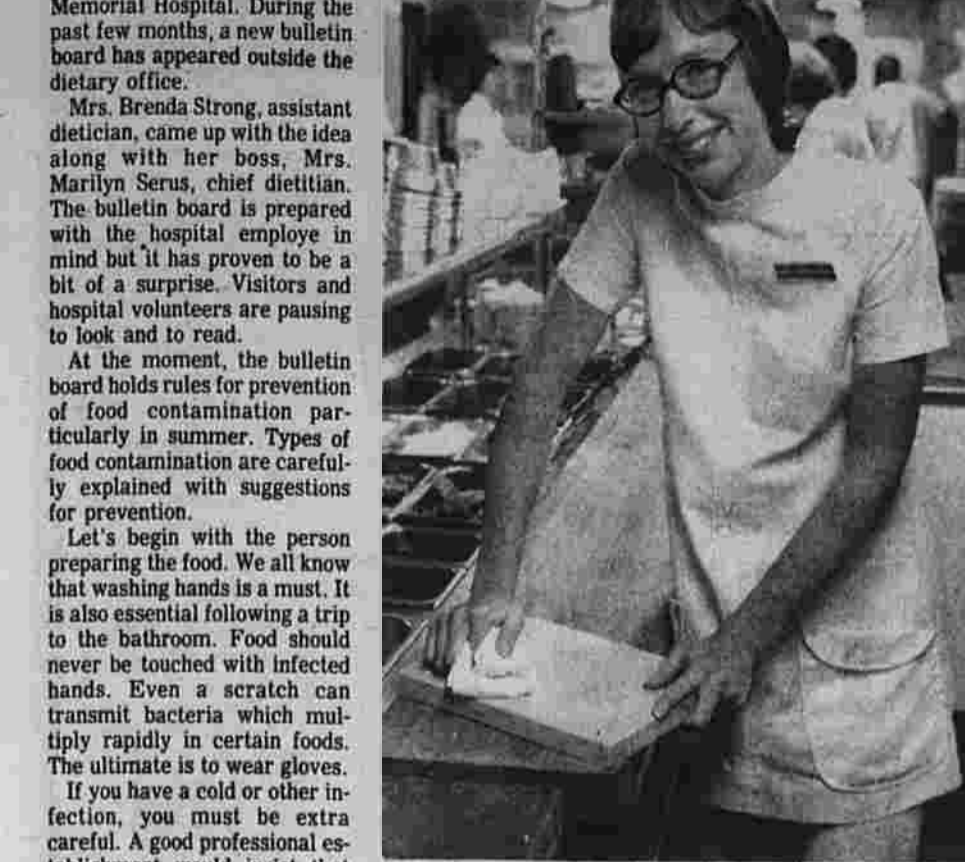 Memorial Hospital. During the
past few months, a new bulletin
board has appeared outside the
dietary office.
Mrs. Brenda Strong, assistant
dietician, came up with the idea
along with her boss, Mrs.
Marilyn Serus, chief dietitian.
The bulletin board is prepared
with the hospital employe in
mind but it has proven to be a
bit of a surprise. Visitors and
hospital volunteers are pausing
to look and to read.
At the moment, the bulletin
board holds rules for prevention
of food contamination par-
ticularly in summer. Types of
food contamination are careful-
ly explained with suggestions
for prevention.
Let's begin with the person
preparing the food. We all know
that washing hands is a must. It
is also essential following a trip
to the bathroom. Food should
never be touched with infected
hands. Even a scratch can
transmit bacteria which mul-
tiply rapidly in certain foods.
The ultimate is to wear gloves.
If you have a cold or other in-
fection, you must be extra
careful. A good professional es-